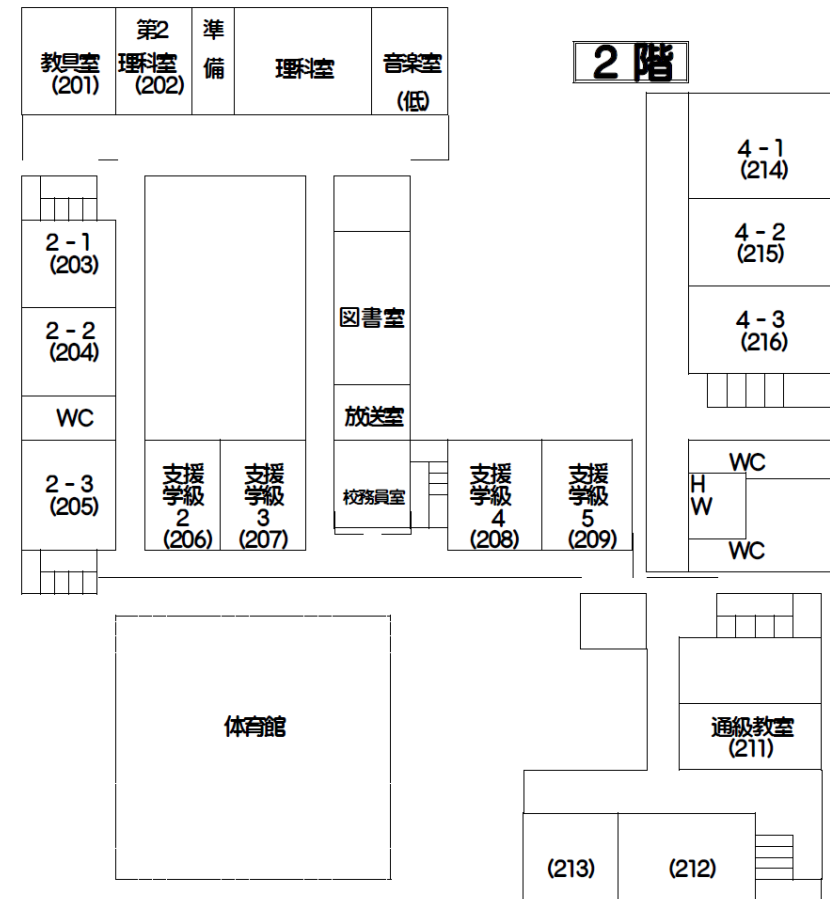 ２ 階
教具室
(201)
第2
理科室
(202)
準
備
理科室
音楽室
(低)
4 - 1
(214)
4 - 2
(215)
4 - 3
(216)
2 - 1
(203)
2 - 2
(204)
WC
2 - 3
(205)
図書室
放送室
校務員室
支援
学級
2
(206)
支援
学級
3
(207)
支援
学級
4
(208)
支援
学級
5
(209)
WC
H
W
WC
体育館
通級教室
(211)
(213)
(212)